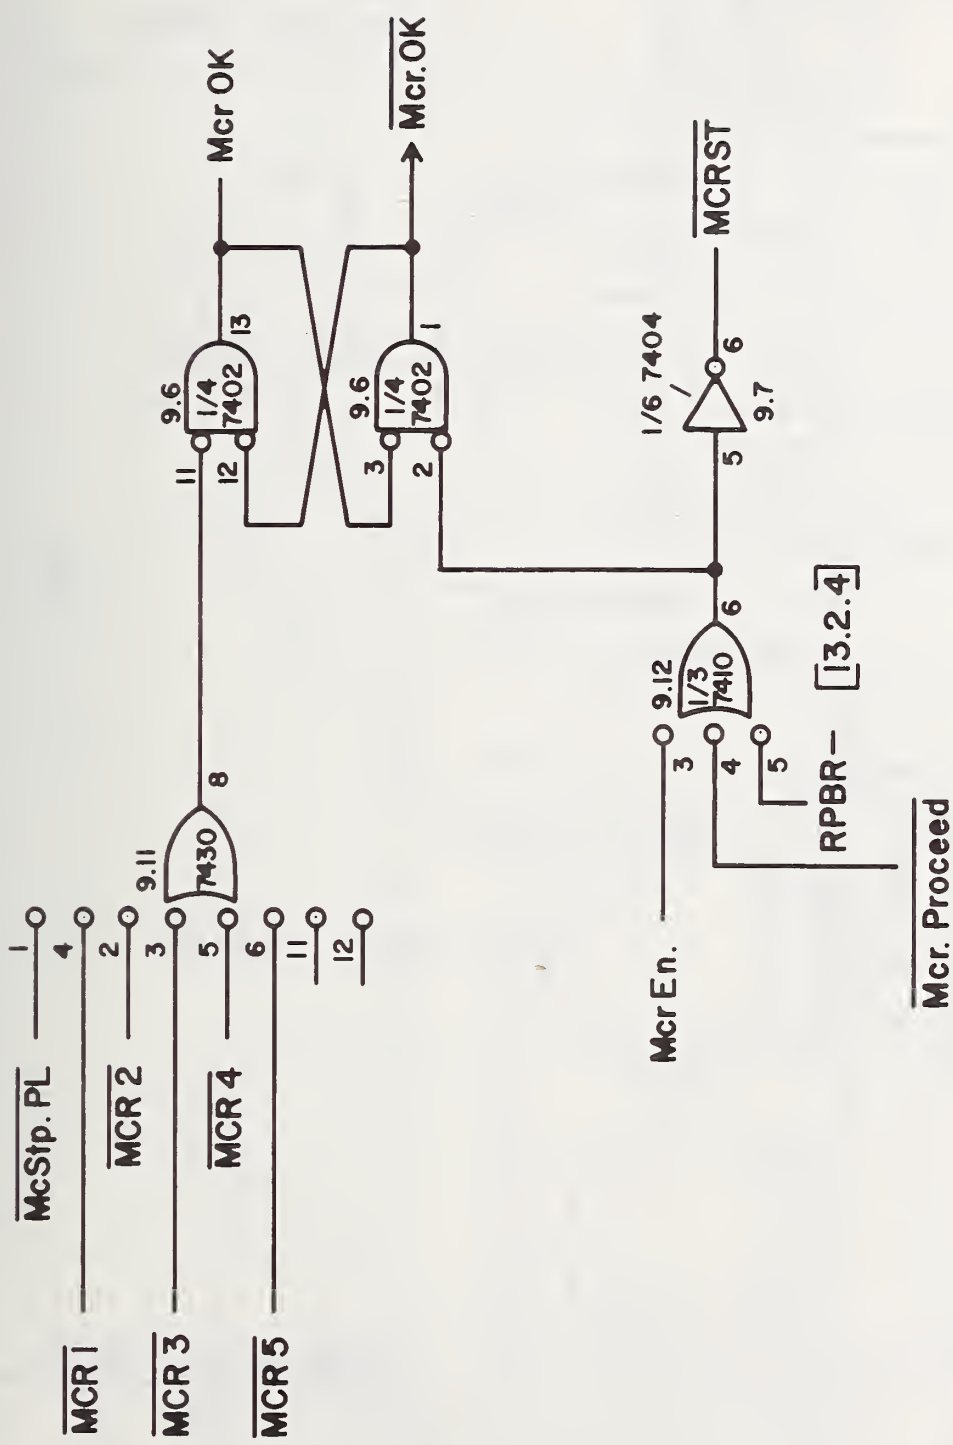 McStp. PL
MCR 1
MCR 2
MCR 3
MCR 4
MCR 5
1
4
2
3
5
6
11
12
9.11
7430
8
11
12
9.6
1/4
7402
13
Mcr OK
3
2
9.6
1/4
7402
1
Mcr. OK
Mcr En.
Mcr. Proceed
RPBR-
13.2.4
3
4
5
9.12
1/3
7410
6
5
1/6 7404
9.7
6
MCRST